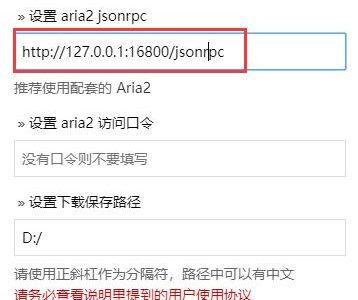 » 设置 aria2 jsonrpc
http://127.0.0.1:16800/jsonrpc
推荐使用配套的 Aria2
» 设置 aria2 访问口令
没有口令则不要填写
» 设置下载保存路径
D:/
请使用正斜杠作为分隔符，路径中可以有中文
请务必查看说明里提到的用户使用协议